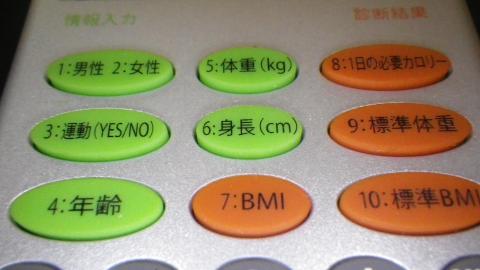 情報入力
診断結果
1:男性 2:女性
5:体重(kg)
8:1日の必要カロリー
3:運動(YES/NO)
6:身長(cm)
9:標準体重
4:年齢
7:BMI
10:標準BMI